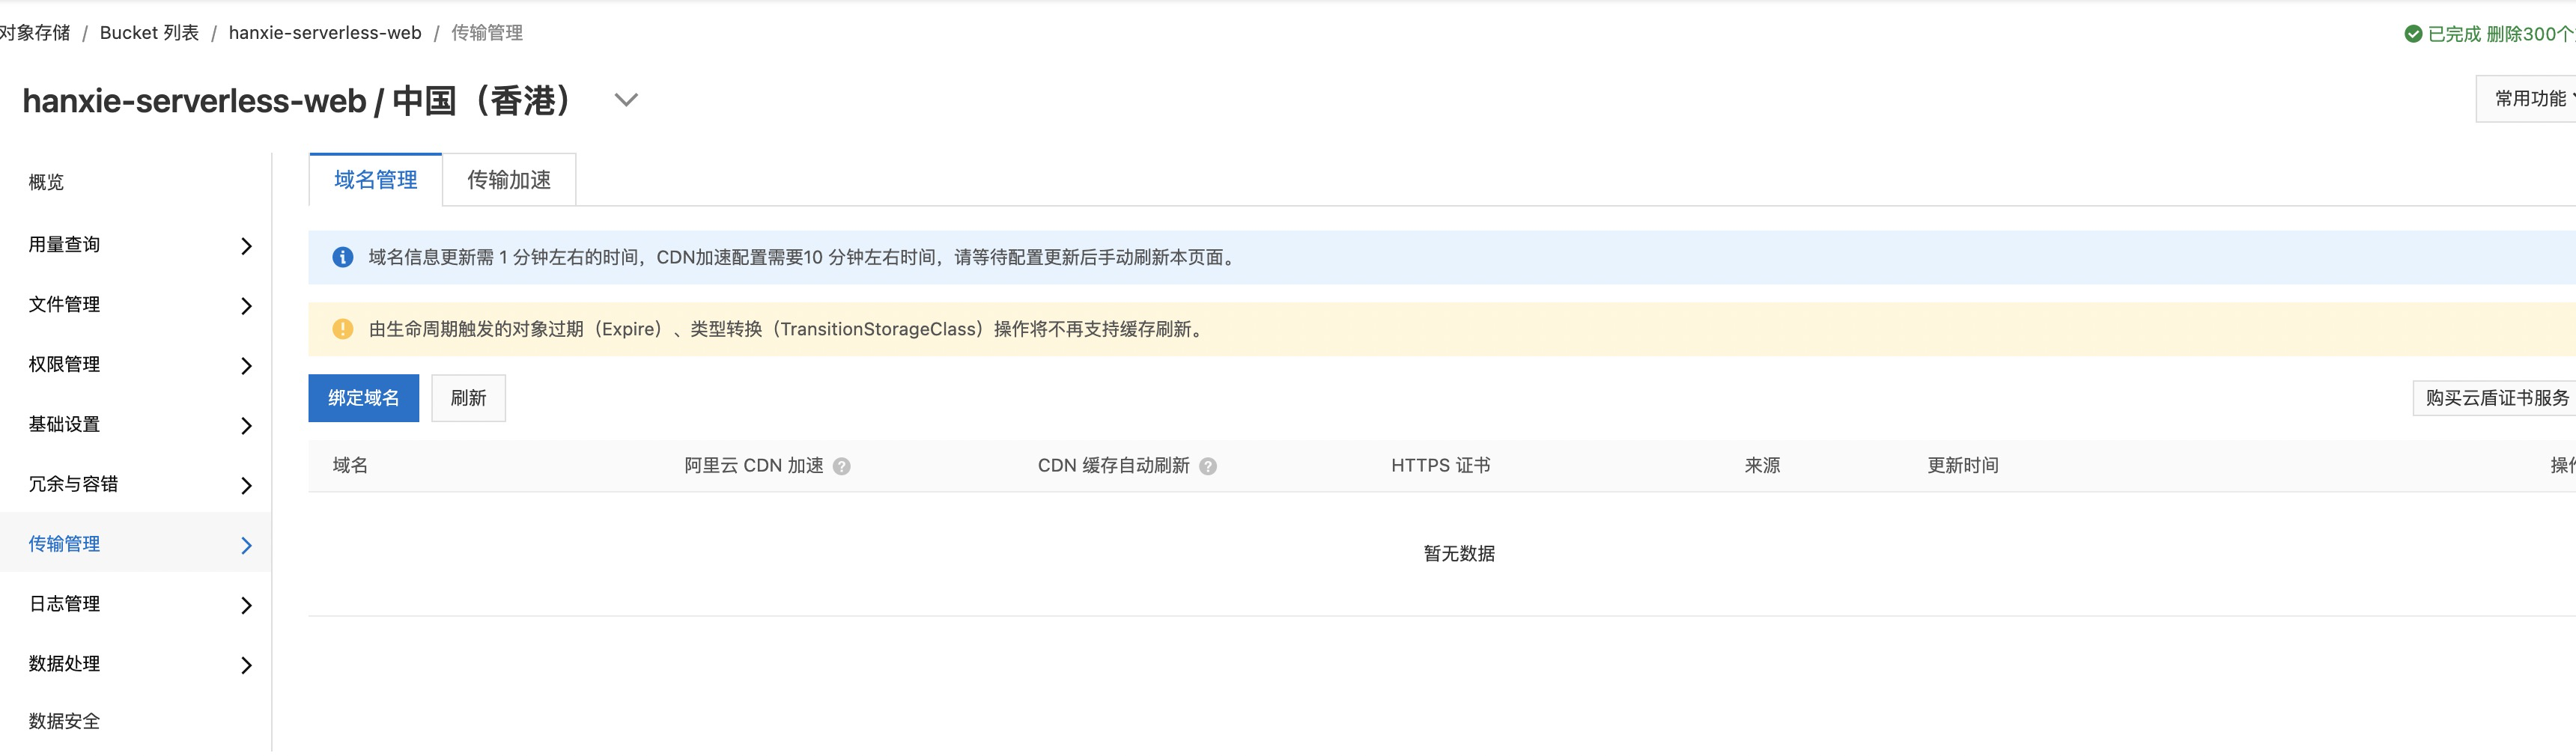 对象存储 / Bucket 列表 / hanxie-serverless-web / 传输管理
已完成 删除300个
hanxie-serverless-web / 中国（香港）
常用功能
概览
用量查询
文件管理
权限管理
基础设置
冗余与容错
传输管理
日志管理
数据处理
数据安全
域名管理 传输加速
域名信息更新需 1 分钟左右的时间，CDN加速配置需要10 分钟左右时间，请等待配置更新后手动刷新本页面。
由生命周期触发的对象过期（Expire）、类型转换（TransitionStorageClass）操作将不再支持缓存刷新。
绑定域名 刷新 购买云盾证书服务
域名 阿里云 CDN 加速 CDN 缓存自动刷新 HTTPS 证书 来源 更新时间
暂无数据